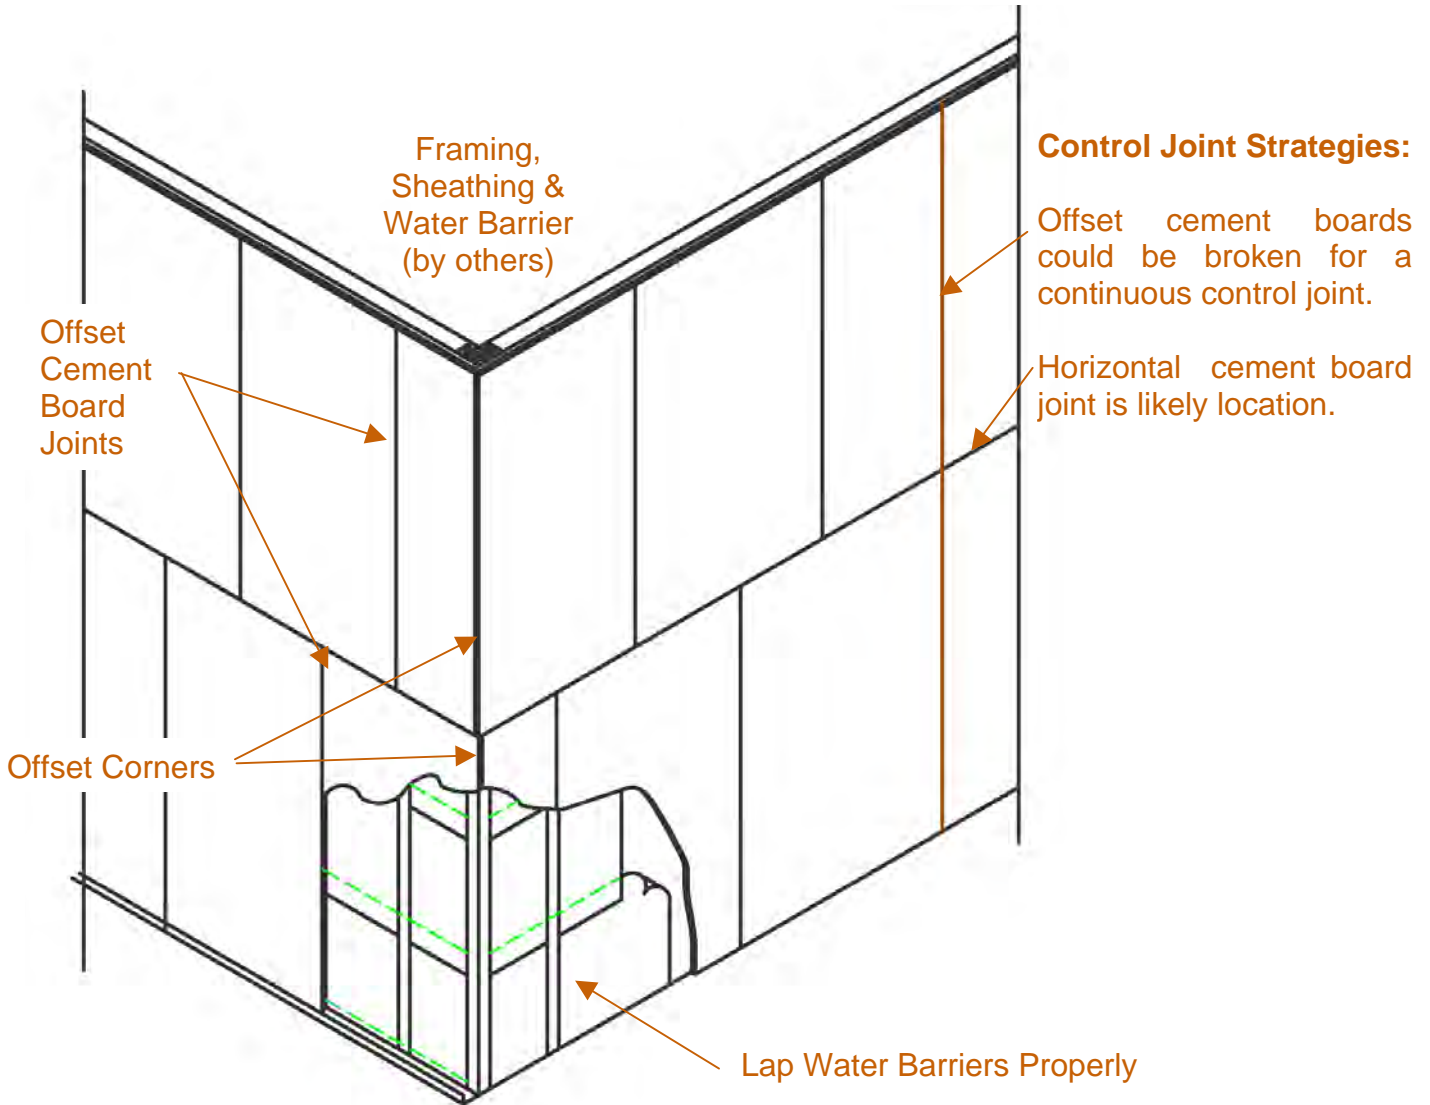 Framing,
Sheathing &
Water Barrier
(by others)
Control Joint Strategies:
Offset cement boards
could be broken for a
continuous control joint.
Horizontal cement board
joint is likely location.
Offset
Cement
Board
Joints
Offset Corners
Lap Water Barriers Properly